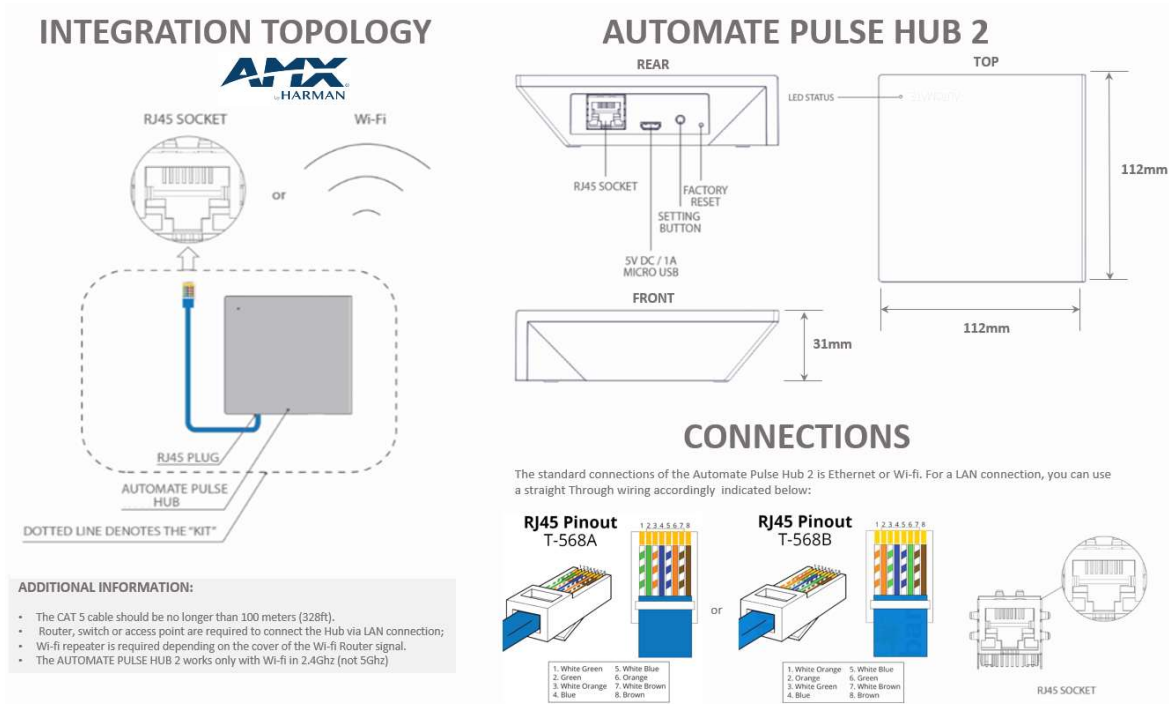 INTEGRATION TOPOLOGY
AMX
by HARMAN
RJ45 SOCKET
Wi-Fi
or
RJ45 PLUG
AUTOMATE PULSE
HUB
DOTTED LINE DENOTES THE "KIT"
ADDITIONAL INFORMATION:
• The CAT 5 cable should be no longer than 100 meters (328ft).
• Router, switch or access point are required to connect the Hub via LAN connection;
• Wi-fi repeater is required depending on the cover of the Wi-fi Router signal.
• The AUTOMATE PULSE HUB 2 works only with Wi-fi in 2.4Ghz (not 5Ghz)
AUTOMATE PULSE HUB 2
REAR
RJ45 SOCKET
FACTORY
RESET
SETTING
BUTTON
5V DC / 1A
MICRO USB
TOP
LED STATUS
112mm
112mm
FRONT
31mm
CONNECTIONS
The standard connections of the Automate Pulse Hub 2 is Ethernet or Wi-fi. For a LAN connection, you can use
a straight Through wiring accordingly indicated below:
RJ45 Pinout
T-568A
1 2 3 4 5 6 7 8
1. White Green 5. White Blue
2. Green 6. Orange
3. White Orange 7. White Brown
4. Blue 8. Brown
or
RJ45 Pinout
T-568B
1 2 3 4 5 6 7 8
1. White Orange 5. White Blue
2. Orange 6. Green
3. White Green 7. White Brown
4. Blue 8. Brown
RJ45 SOCKET